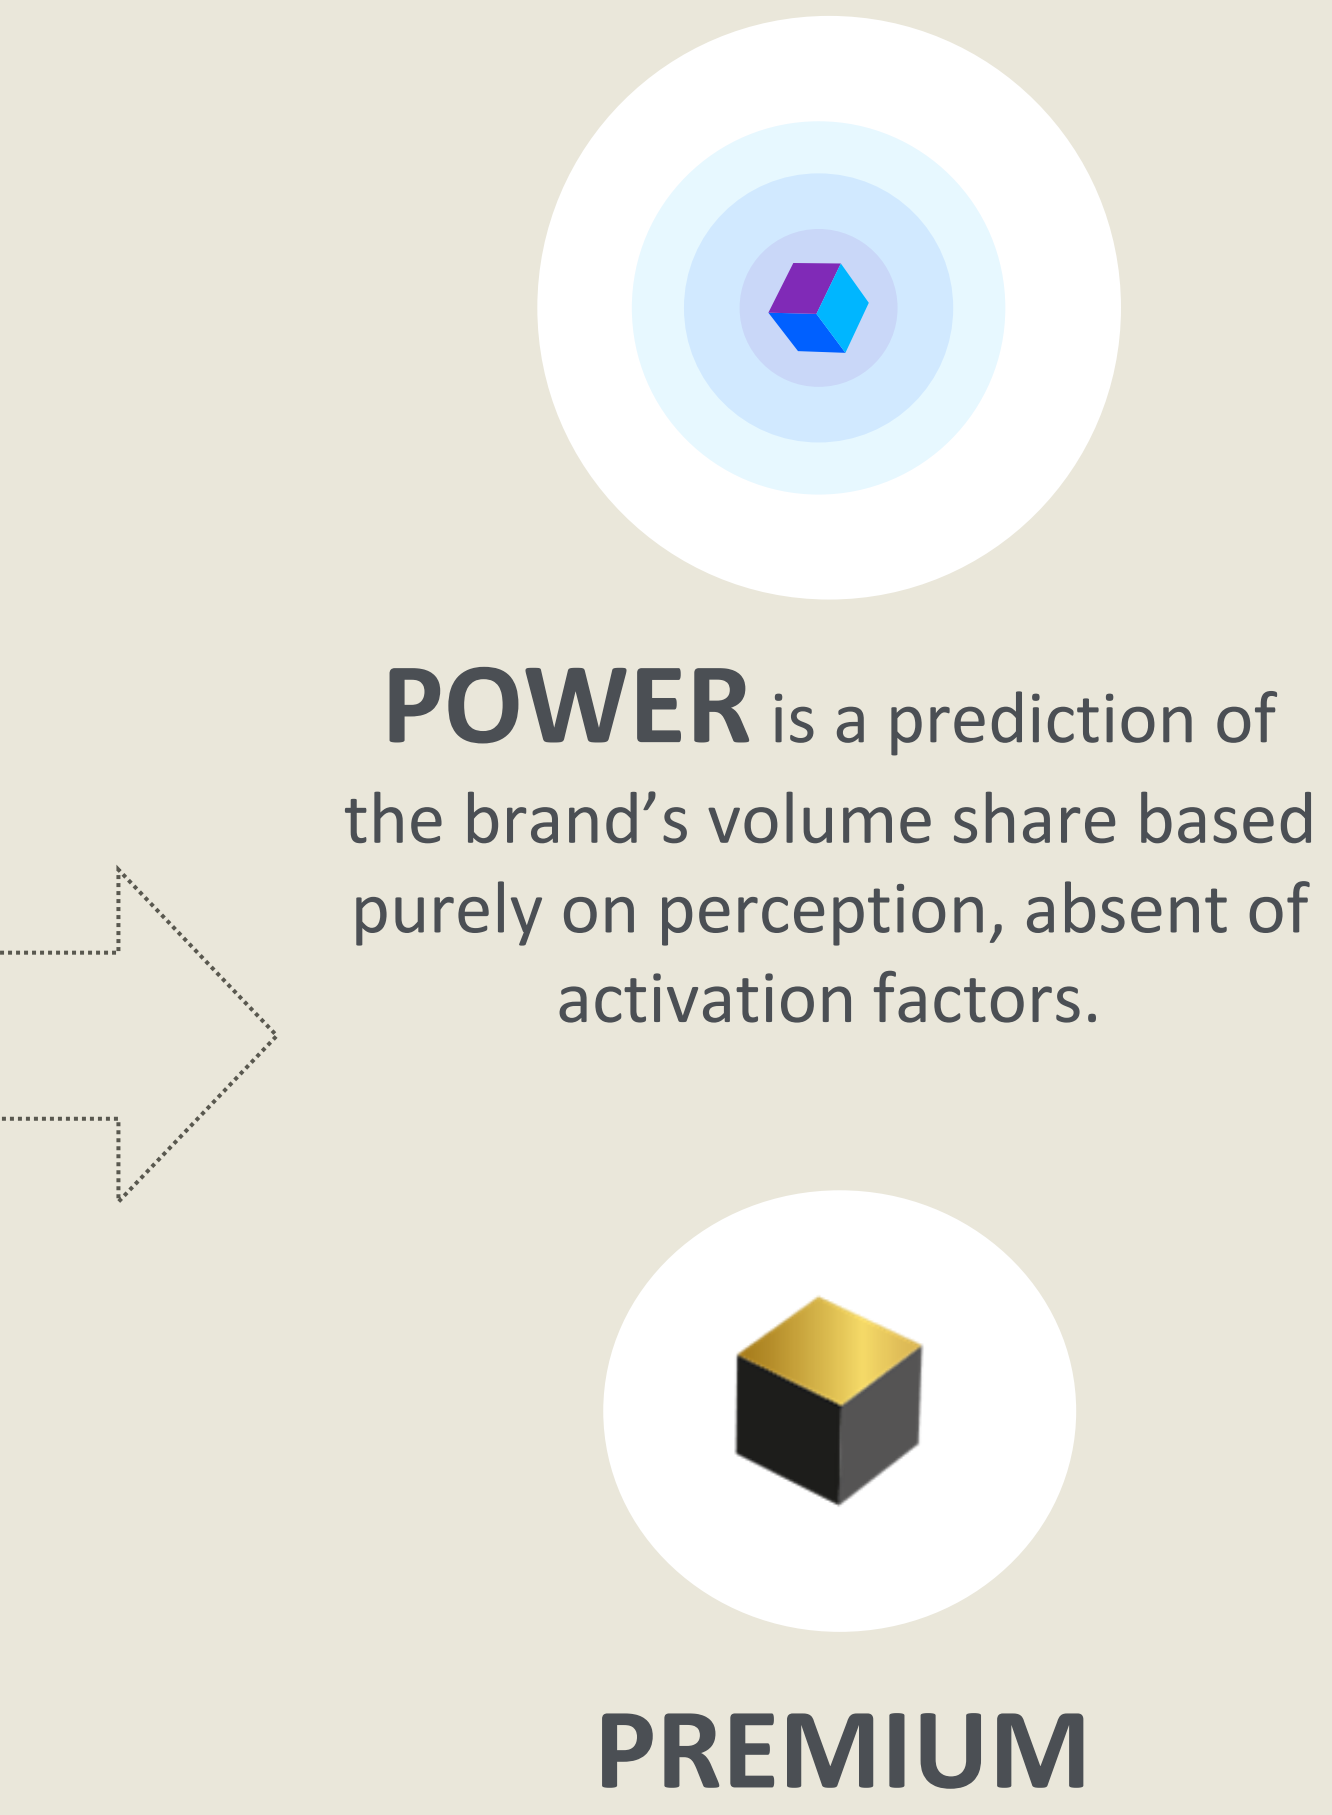 POWER is a prediction of
the brand’s volume share based
purely on perception, absent of
activation factors.
PREMIUM